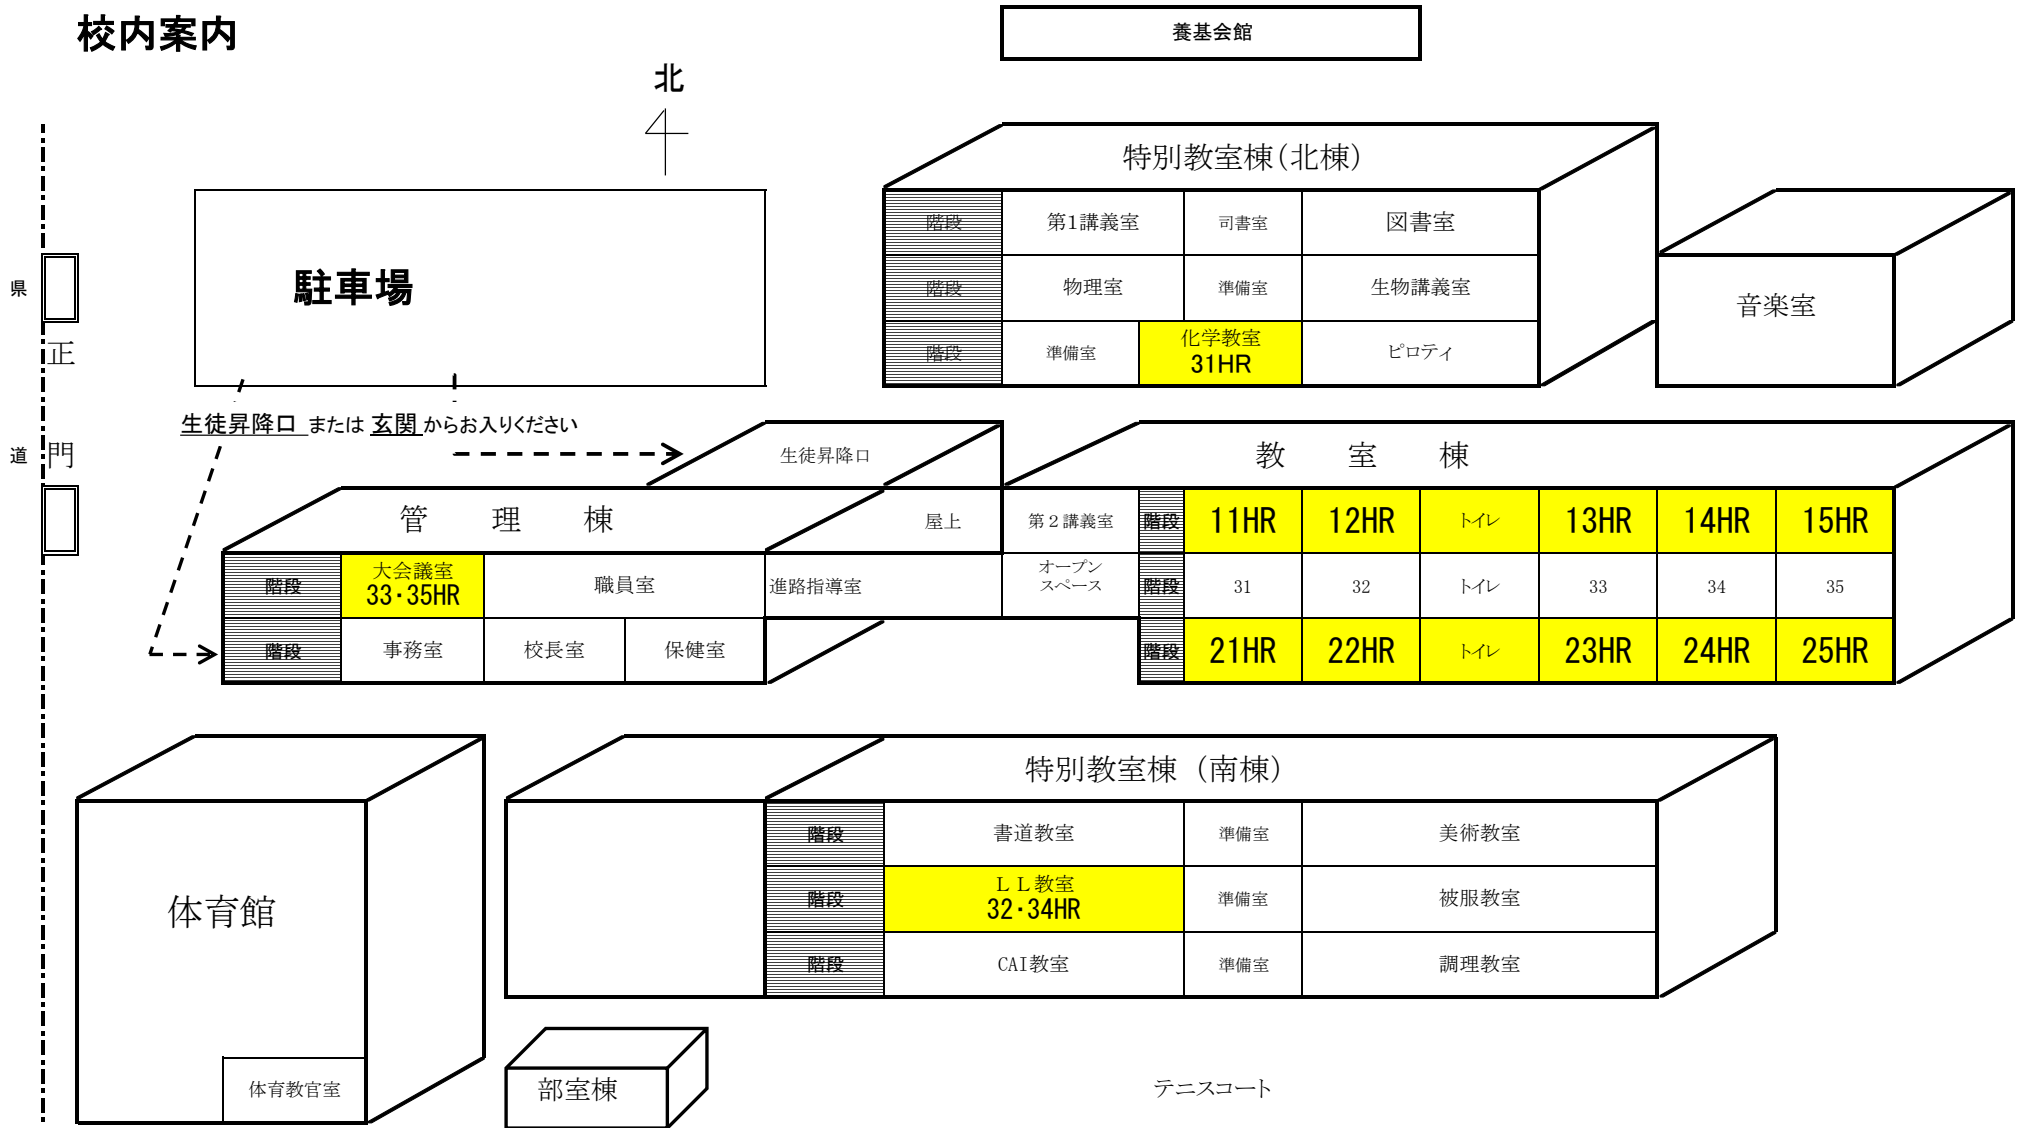 校内案内
養基会館
北
特別教室棟(北棟)
階段 第1講義室 司書室 図書室
階段 物理室 準備室 生物講義室
階段 準備室 化学教室 ピロティ
31HR
音楽室
駐車場
県
正
道
門
生徒昇降口 または 玄関 からお入りください
生徒昇降口
教 室 棟
管 理 棟
屋上 第2講義室 階段 11HR 12HR トイレ 13HR 14HR 15HR
階段 大会議室 職員室 進路指導室 オープン 階段 31 32 トイレ 33 34 35
33・35HR スペース
階段 事務室 校長室 保健室 階段 21HR 22HR トイレ 23HR 24HR 25HR
特別教室棟(南棟)
階段 書道教室 準備室 美術教室
階段 LL教室 準備室 被服教室
32・34HR
階段 CAI教室 準備室 調理教室
体育館
体育教官室
部室棟
テニスコート